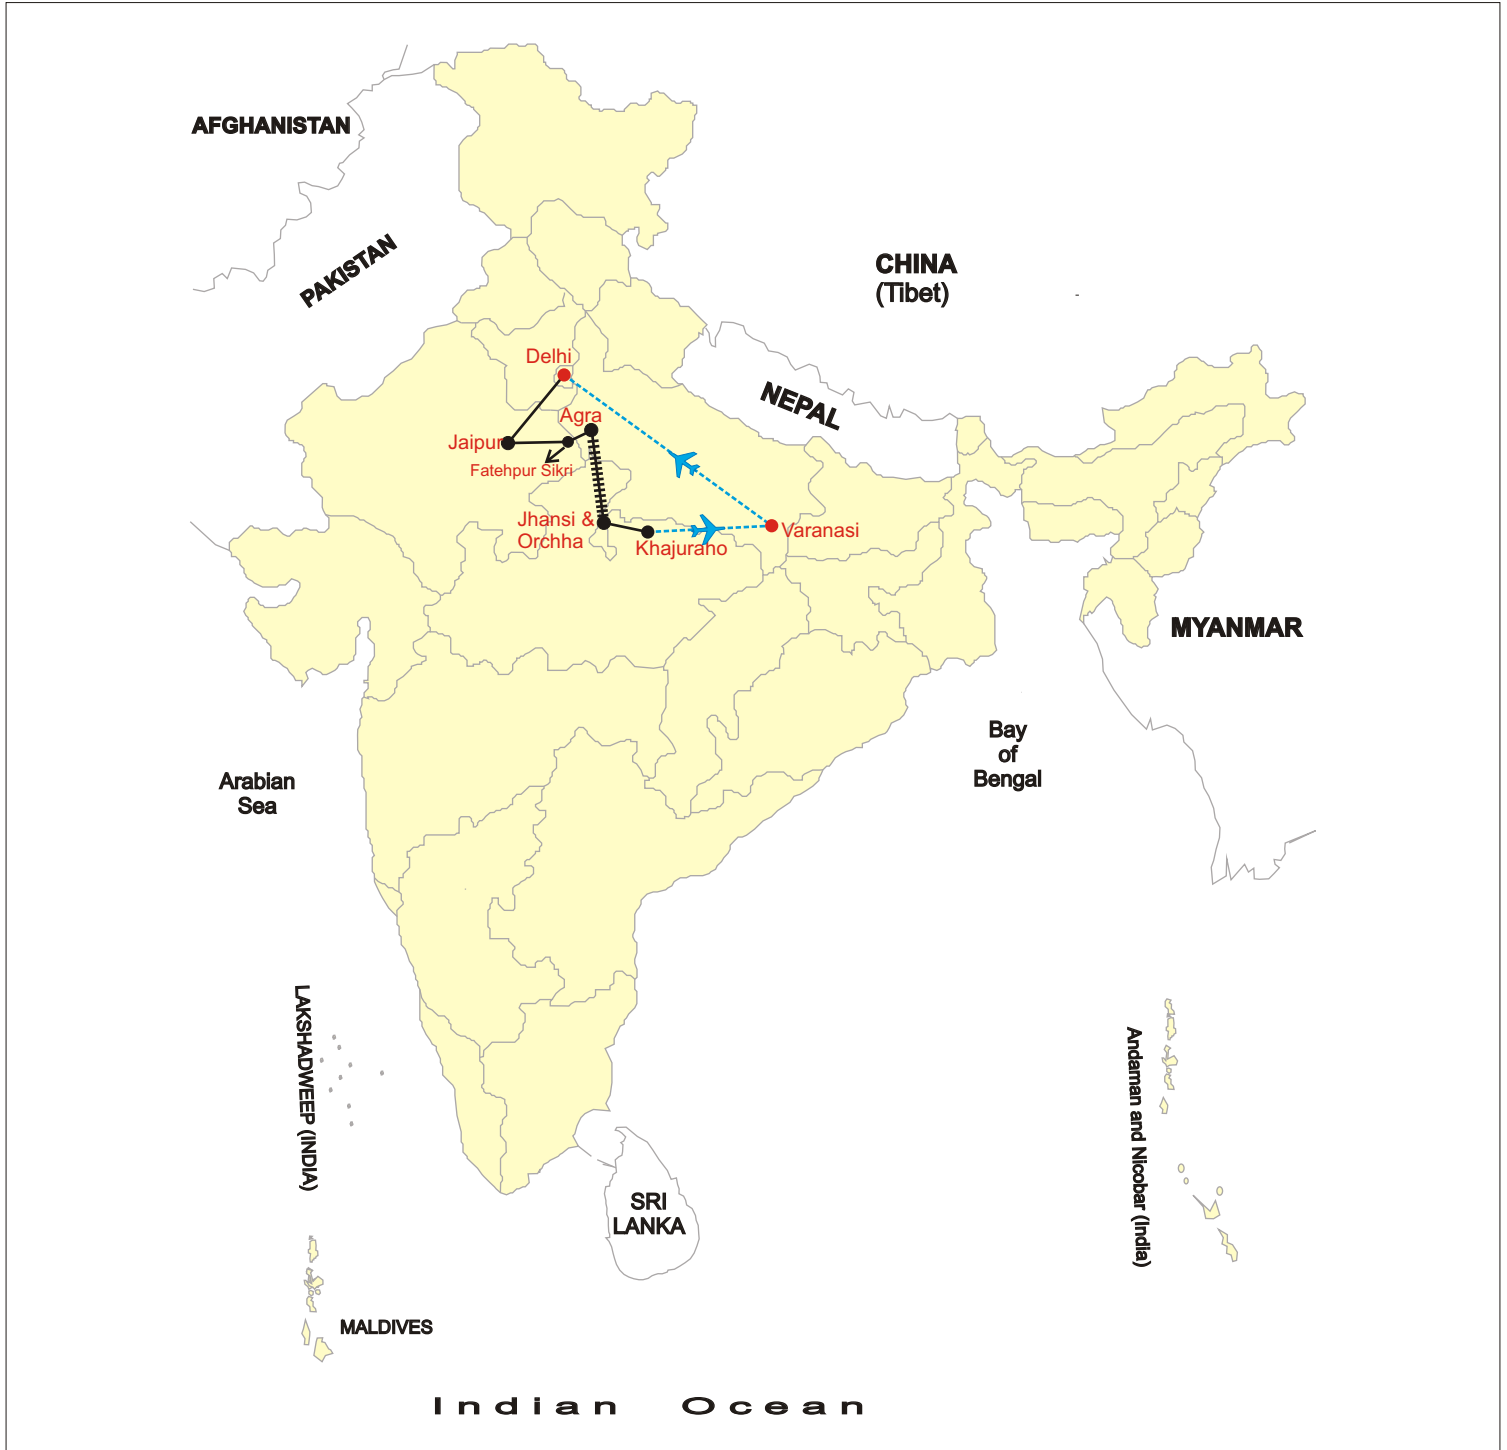 AFGHANISTAN
PAKISTAN
CHINA
(Tibet)
Delhi
NEPAL
Agra
Jaipur
Fatehpur Sikri
Jhansi &
Orchha
Khajuraho
Varanasi
MYANMAR
Bay
of
Bengal
Arabian
Sea
LAKSHADWEEP (INDIA)
Andaman and Nicobar (India)
SRI
LANKA
MALDIVES
Indian Ocean